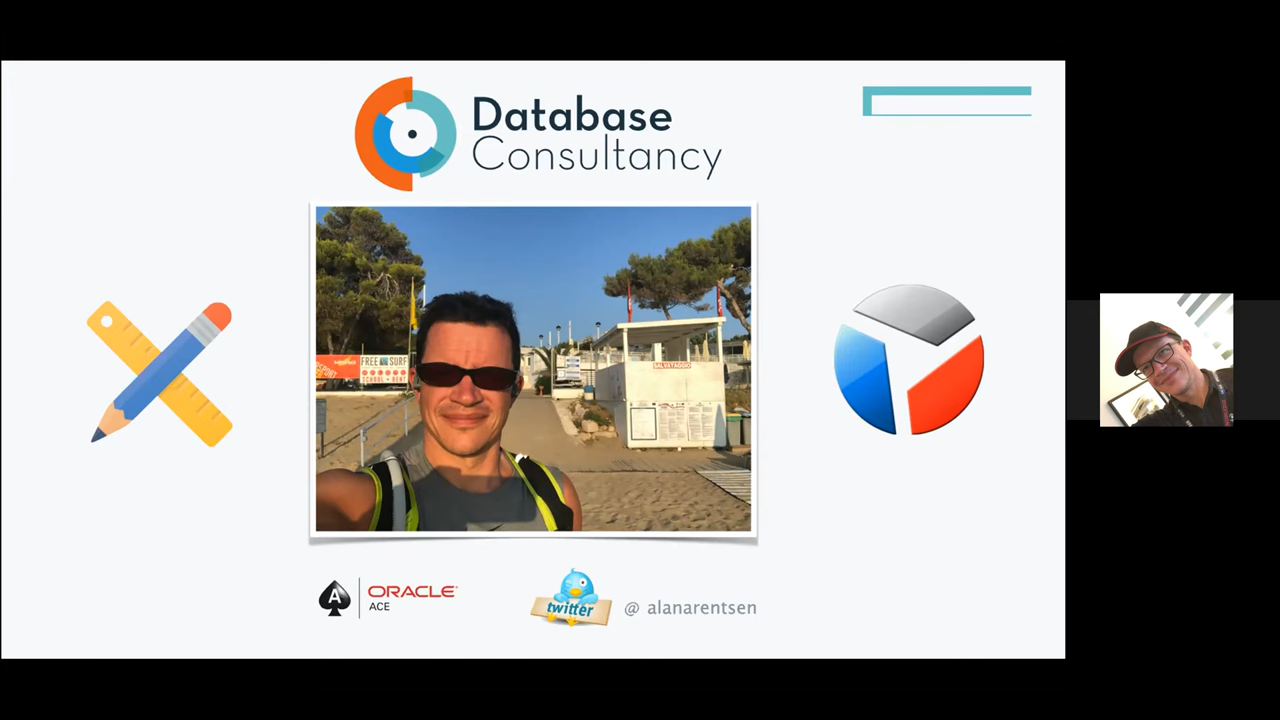 Database
Consultancy
FREE SURF
SCHOOL + RENT
SALVATAGGIO
A
ORACLE
ACE
twitter
@ alanarentsen